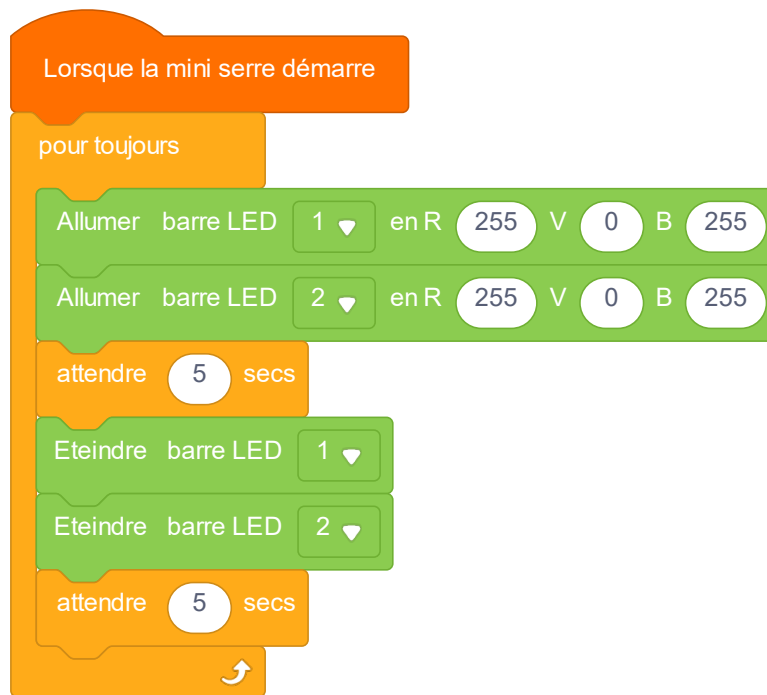 Lorsque la mini serre démarre
pour toujours
Allumer barre LED 1 en R 255 V 0 B 255
Allumer barre LED 2 en R 255 V 0 B 255
attendre 5 secs
Eteindre barre LED 1
Eteindre barre LED 2
attendre 5 secs